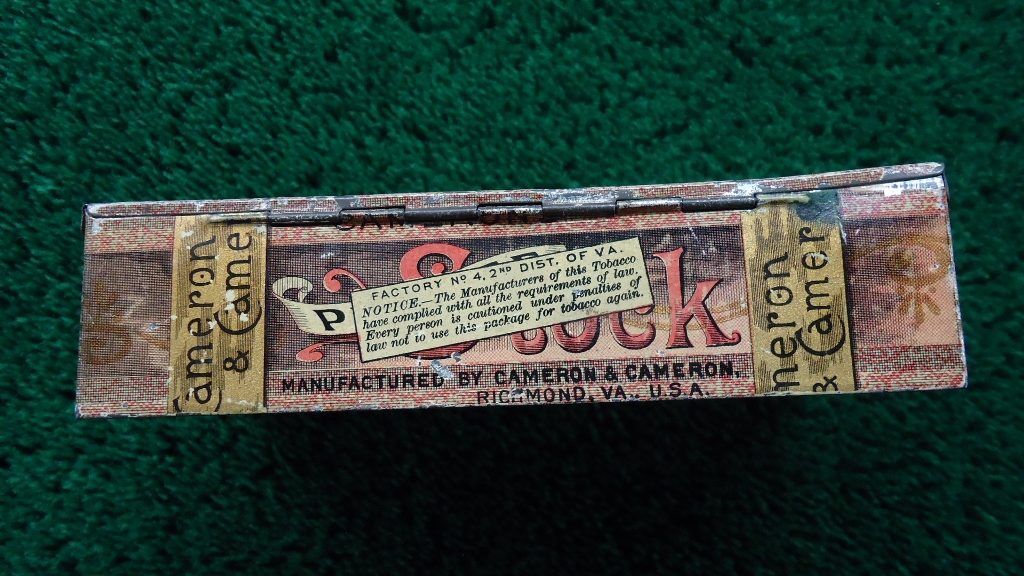 Cameron
& Came
P
Stock
FACTORY Nº 4, 2ND DIST. OF VA.
NOTICE.—The Manufacturers of this Tobacco
have complied with all the requirements of law.
Every person is cautioned under penalties of
law not to use this package for tobacco again.
MANUFACTURED BY CAMERON & CAMERON.
RICHMOND, VA., U.S.A.
meron
& Camer